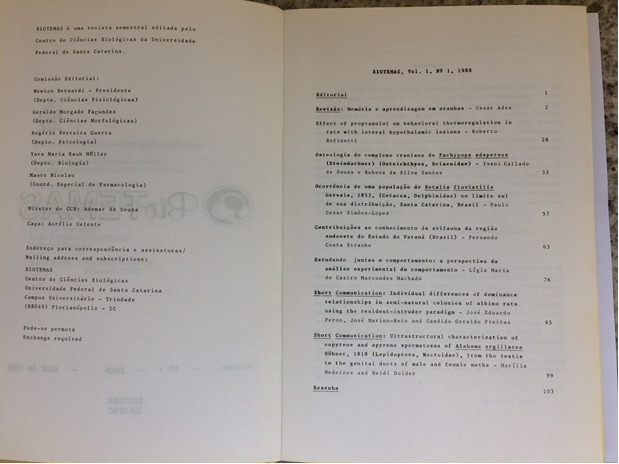 BIOTEMAS é uma revista semestral editada pelo
Centro de Ciências Biológicas da Universidade
Federal de Santa Catarina.
Comissão Editorial:
Newton Bernardi - Presidente
(Depto. Ciências Fisiológicas)
Geraldo Morgado Fagundes
(Depto. Ciências Morfológicas)
Rogério Ferreira Guerra
(Depto. Psicologia)
Yara Maria Rauh Müller
(Depto. Biologia)
Mauro Nicolau
(Coord. Especial de Farmacologia)
Diretor do CCB: Ademar de Souza
Capa: Aurélio Celeste
Endereço para correspondência e assinaturas/
Mailing address and subscriptions:
BIOTEMAS
Centro de Ciências Biológicas
Universidade Federal de Santa Catarina
Campus Universitário - Trindade
(88049) Florianópolis - SC
Pede-se permuta
Exchange required
BIOTEMAS, Vol. 1, Nº 1, 1988
Editorial 1
Revisão: Memória e aprendizagem em aranhas - Cesar Ades 2
Effect of propranolol on behavioral thermoregulation in
rats with lateral hypothalamic lesions - Roberto
Refinetti 28
Osteologia do complexo craniano de Pachypops adspersus
(Steindachner) (Osteichthyes, Sciaenidae) - Ivani Callado
de Souza e Rubens da Silva Santos 33
Ocorrência de uma população de Sotalia fluviatilis
Gervais, 1853, (Cetacea, Delphinidae) no limite sul
de sua distribuição, Santa Catarina, Brasil - Paulo
Cesar Simões-Lopes 57
Contribuições ao conhecimento da avifauna da região
sudoeste do Estado do Paraná (Brasil) - Fernando
Costa Straube 63
Estudando juntos o comportamento: a perspectiva da
análise experimental do comportamento - Lígia Maria
de Castro Marcondes Machado 76
Short Communication: Individual differences of dominance
relationships in semi-natural colonies of albino rats
using the resident-intruder paradigm - José Eduardo
Peron, José Marino-Neto and Candido Geraldo Freitas 95
Short Communication: Ultrastructural characterization of
eupyrene and apyrene spermatozoa of Alabama argillacea
Hübner, 1818 (Lepidoptera, Noctuidae), from the testis
to the genital ducts of male and female moths - Marília
Medeiros and Heidi Dolder 99
Resenha 103